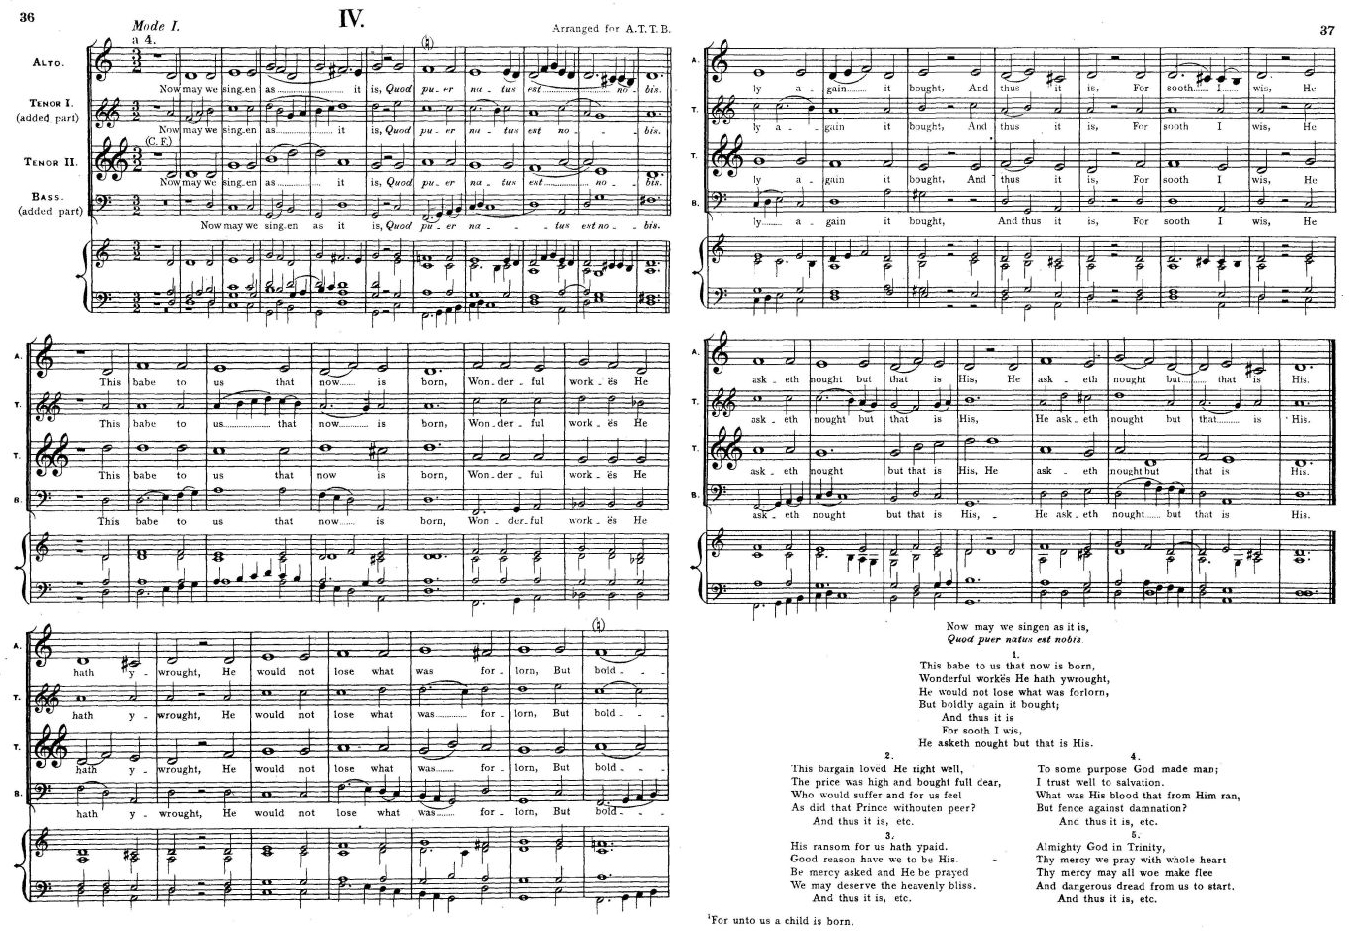 36
IV.
Mode I.
a 4.
Arranged for A.T.T.B.
ALTO.
Now may we sing.en as it is, Quod pu - er na - tus est no - bis.
TENOR I.
(added part)
Now may we sing.en as it is, Quod pu - er na - tus est no - bis.
(C. F.)
TENOR II.
Now may we sing.en as it is, Quod pu - er na - tus est no - bis.
BASS.
(added part)
Now may we sing.en as it is, Quod pu - er na - tus est no - bis.
A.
This babe to us that now is born, Won - der - ful work - ës He
T.
This babe to us that now is born, Won - der - ful work - ës He
T.
This babe to us that now is born, Won - der - ful work - ës He
B.
This babe to us that now is born, Won - der - ful work - ës He
A.
hath y - wrought, He would not lose what was for - lorn, But bold -
T.
hath y - wrought, He would not lose what was for - lorn, But bold -
T.
hath y - wrought, He would not lose what was for - lorn, But bold -
B.
hath y - wrought, He would not lose what was for - lorn, But bold -
37
A.
ly a - gain it bought, And thus it is, For sooth I wis, He
T.
ly a - gain it bought, And thus it is, For sooth I wis, He
T.
ly a - gain it bought, And thus it is, For sooth I wis, He
B.
ly a - gain it bought, And thus it is, For sooth I wis, He
A.
ask - eth nought but that is His, He ask - eth nought but that is His.
T.
ask - eth nought but that is His, He ask - eth nought but that is His.
T.
ask - eth nought but that is His, He ask - eth nought but that is His.
B.
ask - eth nought but that is His, - He ask - eth nought but that is His.
Now may we singen as it is,
Quod puer natus est nobis.
1.
This babe to us that now is born,
Wonderful workës He hath ywrought,
He would not lose what was forlorn,
But boldly again it bought;
And thus it is
For sooth I wis,
He asketh nought but that is His.
2.
This bargain loved He right well,
The price was high and bought full dear,
Who would suffer and for us feel
As did that Prince withouten peer?
And thus it is, etc.
3.
His ransom for us hath ypaid.
Good reason have we to be His.
Be mercy asked and He be prayed
We may deserve the heavenly bliss.
And thus it is, etc.
4.
To some purpose God made man;
I trust well to salvation.
What was His blood that from Him ran,
But fence against damnation?
And thus it is, etc.
5.
Almighty God in Trinity,
Thy mercy we pray with whole heart
Thy mercy may all woe make flee
And dangerous dread from us to start.
And thus it is, etc.
¹For unto us a child is born.